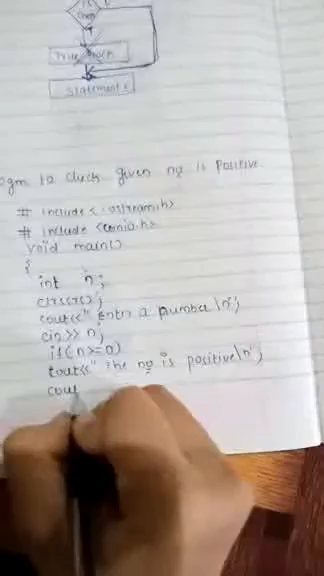 True Block
Statements
ogm to check given no is Positive.
# include <iostream.h>
# include <conio.h>
void main()
{
int n;
clrscr();
cout<<" Enter a number \n";
cin>> n;
if(n>=0)
cout<<" The no is positive\n";
cout